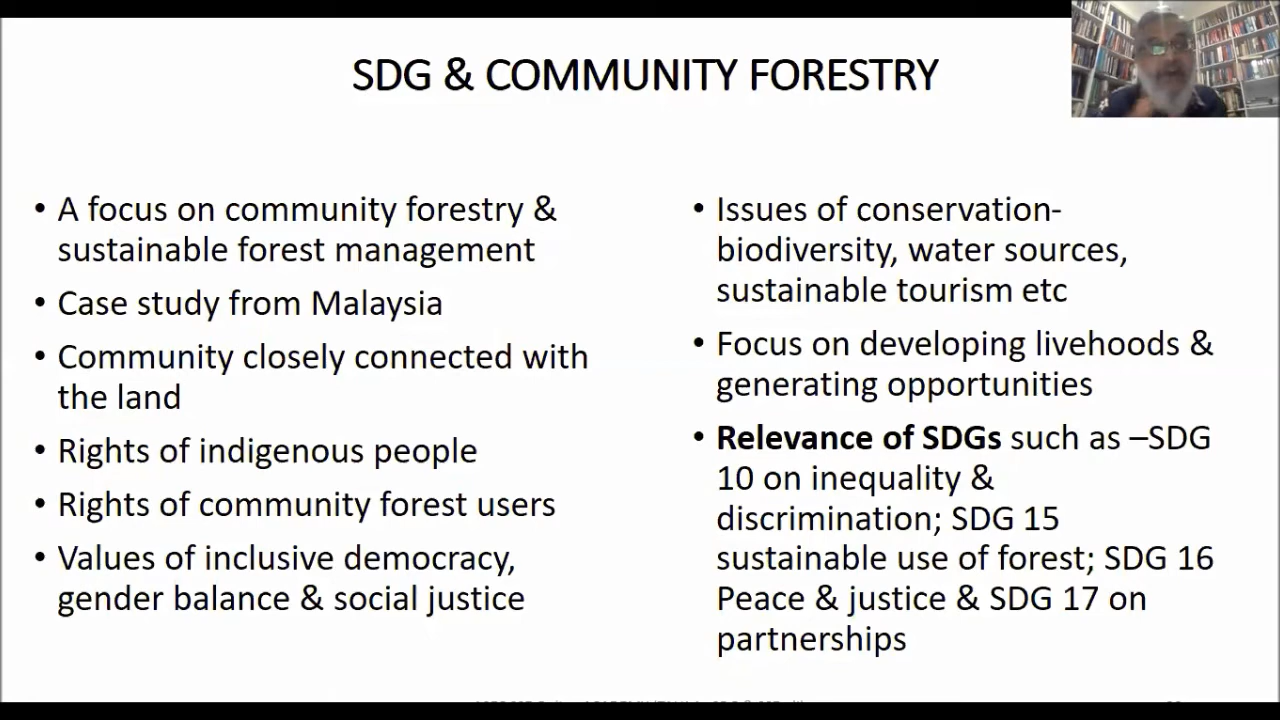 SDG & COMMUNITY FORESTRY
• A focus on community forestry &
sustainable forest management
• Case study from Malaysia
• Community closely connected with
the land
• Rights of indigenous people
• Rights of community forest users
• Values of inclusive democracy,
gender balance & social justice
• Issues of conservation-
biodiversity, water sources,
sustainable tourism etc
• Focus on developing livehoods &
generating opportunities
• Relevance of SDGs such as –SDG
10 on inequality &
discrimination; SDG 15
sustainable use of forest; SDG 16
Peace & justice & SDG 17 on
partnerships